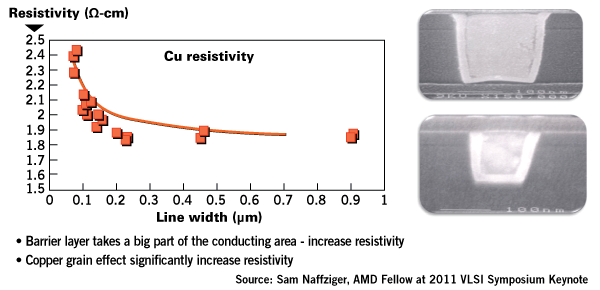 Resistivity (Ω-cm)
2.5
2.4
2.3
2.2
2.1
2.0
1.9
1.8
1.7
1.6
1.5
Cu resistivity
0 0.1 0.2 0.3 0.4 0.5 0.6 0.7 0.8 0.9 1
Line width (μm)
100nm
• Barrier layer takes a big part of the conducting area - increase resistivity
• Copper grain effect significantly increase resistivity
Source: Sam Naffziger, AMD Fellow at 2011 VLSI Symposium Keynote